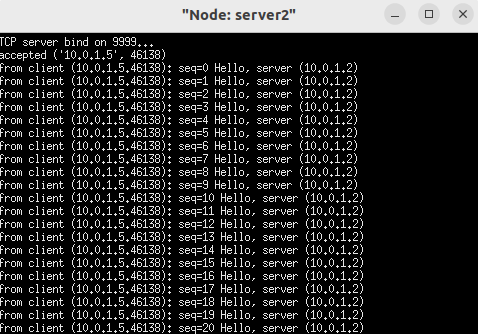 "Node: server2"
TCP server bind on 9999...
accepted ('10.0.1.5', 46138)
from client (10.0.1.5.46138): seq=0 Hello, server (10.0.1.2)
from client (10.0.1.5.46138): seq=1 Hello, server (10.0.1.2)
from client (10.0.1.5.46138): seq=2 Hello, server (10.0.1.2)
from client (10.0.1.5.46138): seq=3 Hello, server (10.0.1.2)
from client (10.0.1.5.46138): seq=4 Hello, server (10.0.1.2)
from client (10.0.1.5.46138): seq=5 Hello, server (10.0.1.2)
from client (10.0.1.5.46138): seq=6 Hello, server (10.0.1.2)
from client (10.0.1.5.46138): seq=7 Hello, server (10.0.1.2)
from client (10.0.1.5.46138): seq=8 Hello, server (10.0.1.2)
from client (10.0.1.5.46138): seq=9 Hello, server (10.0.1.2)
from client (10.0.1.5.46138): seq=10 Hello, server (10.0.1.2)
from client (10.0.1.5.46138): seq=11 Hello, server (10.0.1.2)
from client (10.0.1.5.46138): seq=12 Hello, server (10.0.1.2)
from client (10.0.1.5.46138): seq=13 Hello, server (10.0.1.2)
from client (10.0.1.5.46138): seq=14 Hello, server (10.0.1.2)
from client (10.0.1.5.46138): seq=15 Hello, server (10.0.1.2)
from client (10.0.1.5.46138): seq=16 Hello, server (10.0.1.2)
from client (10.0.1.5.46138): seq=17 Hello, server (10.0.1.2)
from client (10.0.1.5.46138): seq=18 Hello, server (10.0.1.2)
from client (10.0.1.5.46138): seq=19 Hello, server (10.0.1.2)
from client (10.0.1.5.46138): seq=20 Hello, server (10.0.1.2)